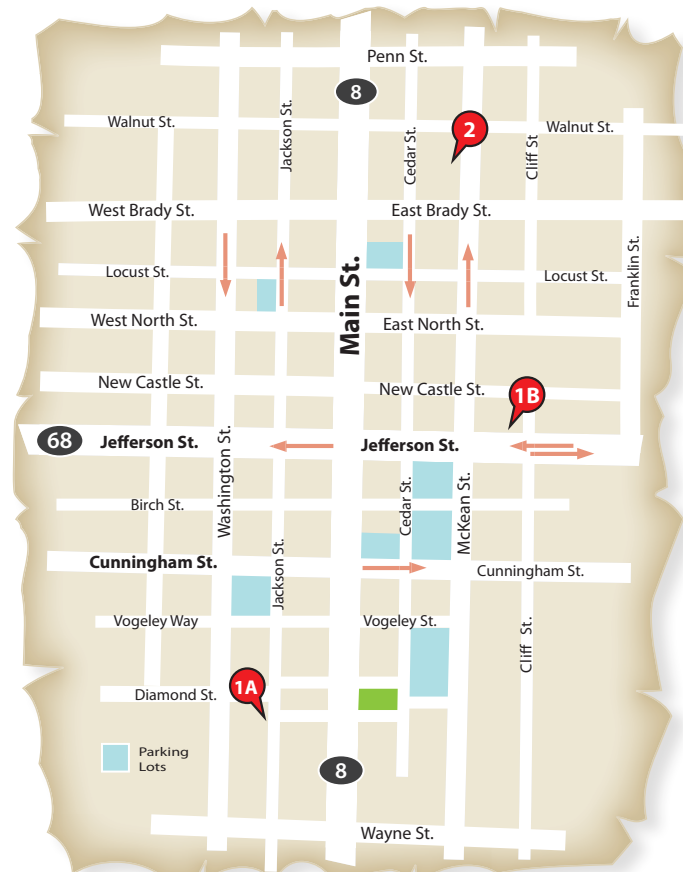 Penn St.
8
Walnut St.
2
Walnut St.
Jackson St.
Cedar St.
Cliff St
West Brady St.
East Brady St.
Franklin St.
Locust St.
Main St.
Locust St.
West North St.
East North St.
New Castle St.
New Castle St.
1B
68
Jefferson St.
Jefferson St.
Washington St.
Birch St.
Cedar St.
McKean St.
Cunningham St.
Cunningham St.
Jackson St.
Vogeley Way
Vogeley St.
Cliff St.
Diamond St.
1A
Parking
Lots
8
Wayne St.